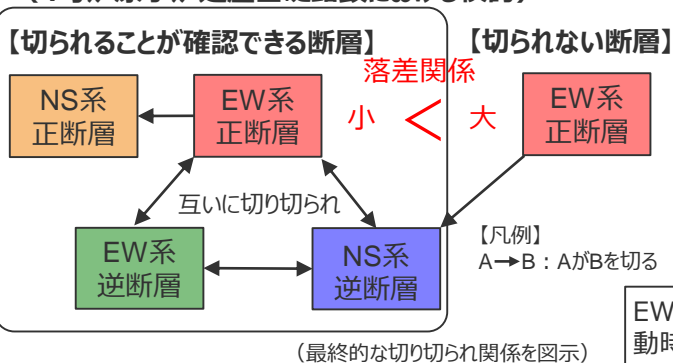 【切られることが確認できる断層】
【切られない断層】
落差関係
NS系
正断層
EW系
正断層
小 < 大
EW系
正断層
互いに切り切られ
EW系
逆断層
NS系
逆断層
【凡例】
A→B：AがBを切る
（最終的な切り切られ関係を図示）
EW
動時